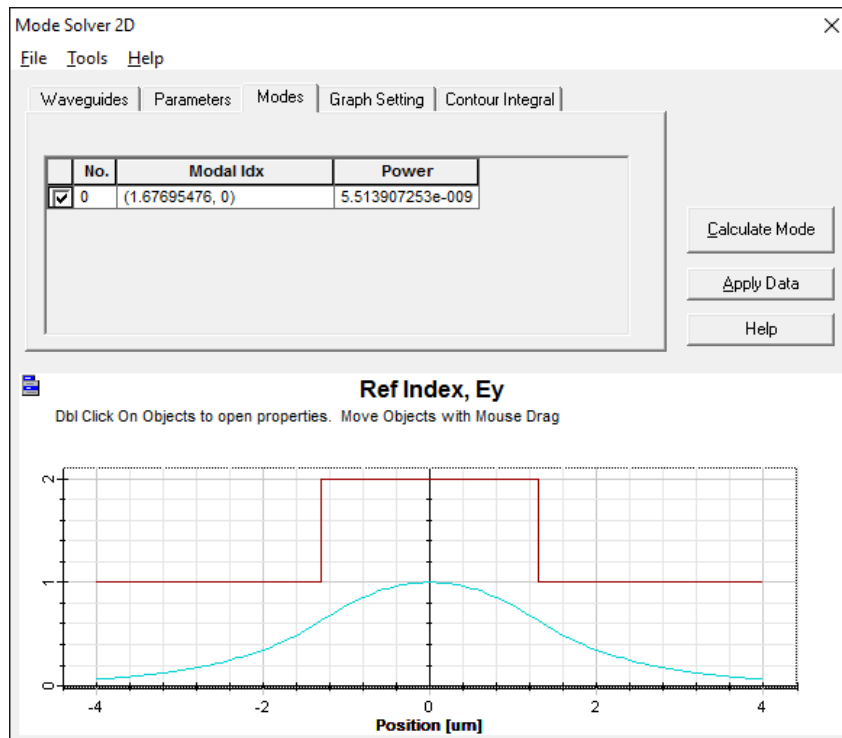 Mode Solver 2D
File Tools Help
Waveguides Parameters Modes Graph Setting Contour Integral
No. Modal Idx Power
0 (1.67695476, 0) 5.513907253e-009
Calculate Mode
Apply Data
Help
Ref Index, Ey
Dbl Click On Objects to open properties. Move Objects with Mouse Drag
2
1
0
-4 -2 0 2 4
Position [um]